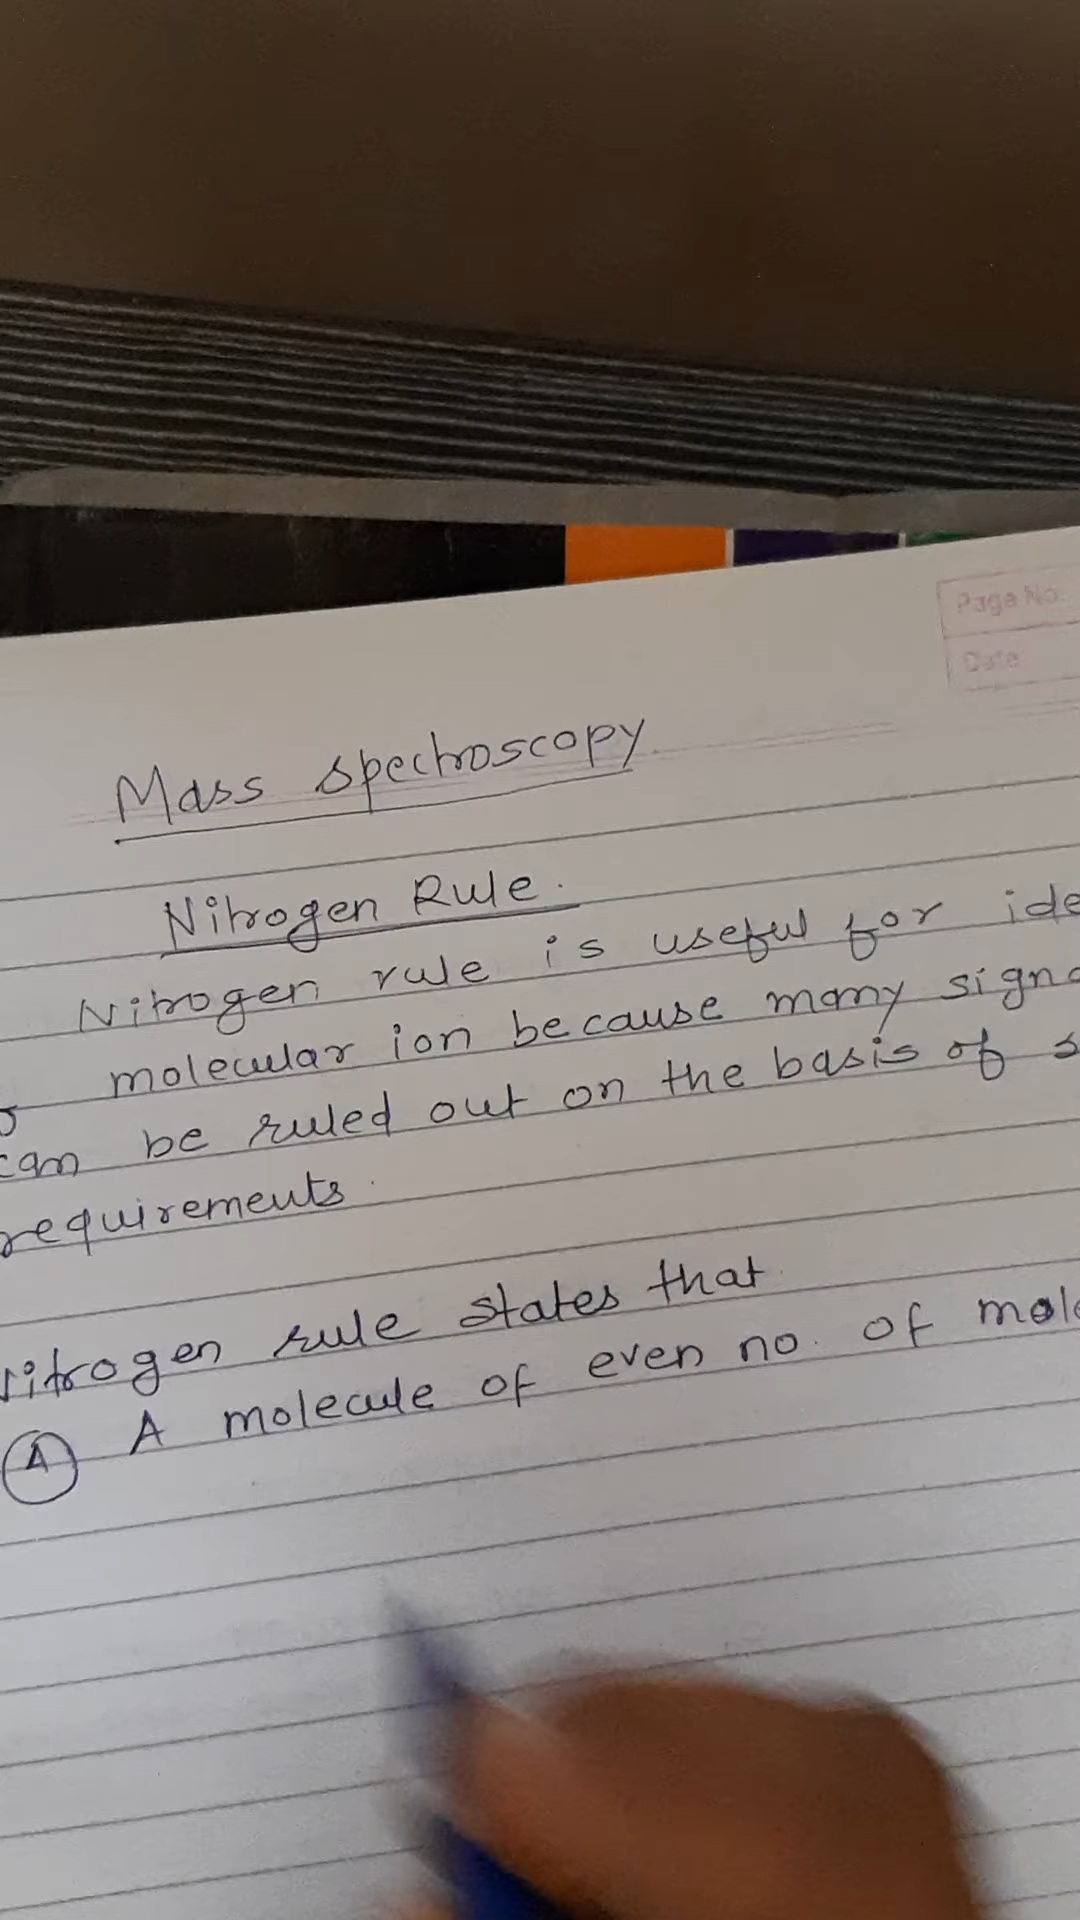 Page No.
Date
Mass spectroscopy
Nitrogen Rule.
Nitrogen rule is useful for ide
molecular ion because many signa
can be ruled out on the basis of s
requirements.
Nitrogen rule states that
A A molecule of even no. of mole